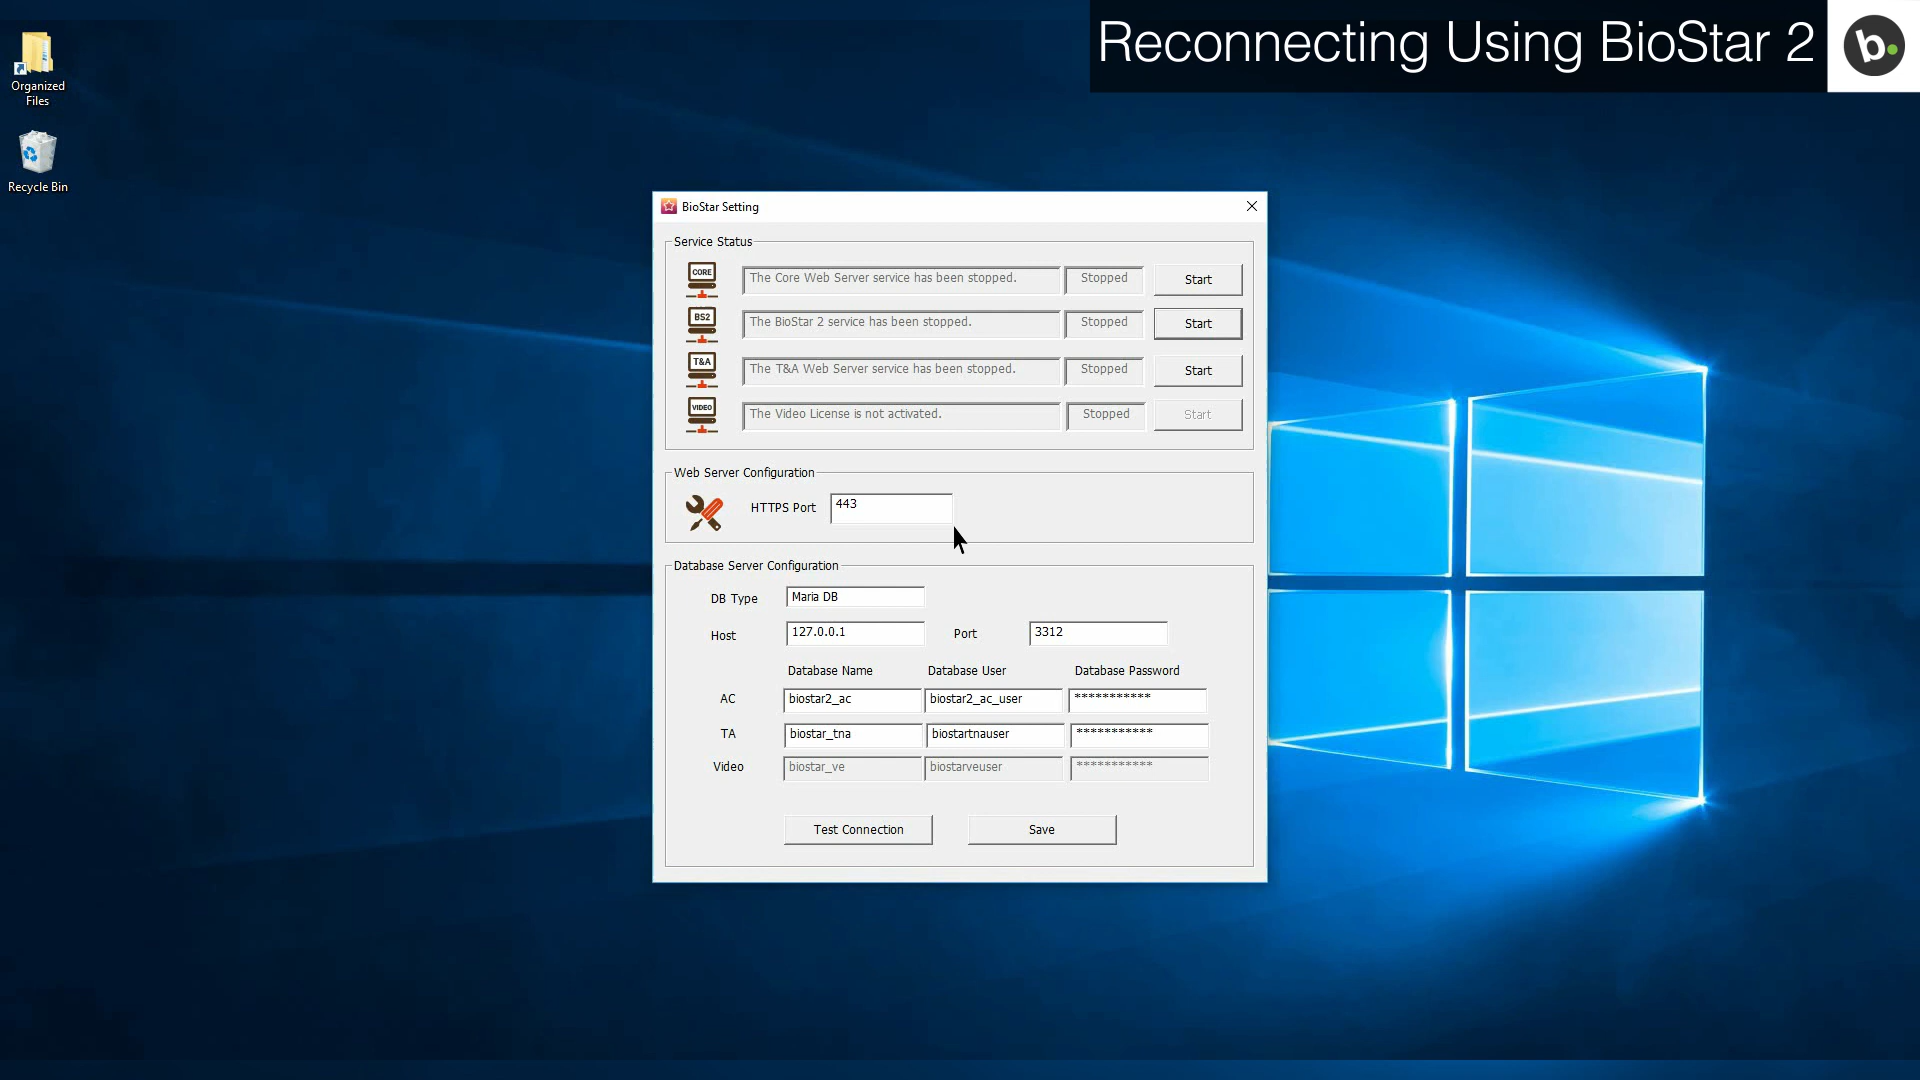 Reconnecting Using BioStar 2
b.
Organized
Files
Recycle Bin
BioStar Setting
Service Status
CORE
The Core Web Server service has been stopped.
Stopped
Start
BS2
The BioStar 2 service has been stopped.
Stopped
Start
T&A
The T&A Web Server service has been stopped.
Stopped
Start
VIDEO
The Video License is not activated.
Stopped
Start
Web Server Configuration
HTTPS Port
443
Database Server Configuration
DB Type
Maria DB
Host
127.0.0.1
Port
3312
Database Name
Database User
Database Password
AC
biostar2_ac
biostar2_ac_user
***********
TA
biostar_tna
biostartnauser
***********
Video
biostar_ve
biostarveuser
***********
Test Connection
Save